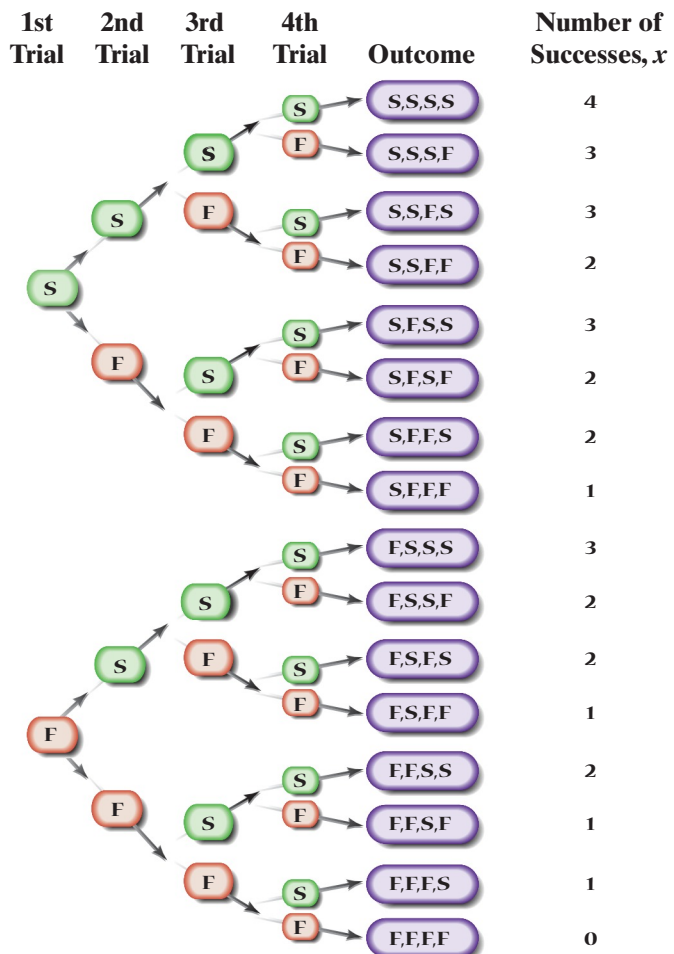 1st 2nd 3rd 4th Number of
Trial Trial Trial Trial Outcome Successes, x
S S,S,S,S 4
S F S,S,S,F 3
S F S S,S,F,S 3
F S,S,F,F 2
S
S S,F,S,S 3
F S F S,F,S,F 2
F S S,F,F,S 2
F S,F,F,F 1
S F,S,S,S 3
S F F,S,S,F 2
S F S F,S,F,S 2
F F,S,F,F 1
F
S F,F,S,S 2
F S F F,F,S,F 1
F S F,F,F,S 1
F F,F,F,F 0